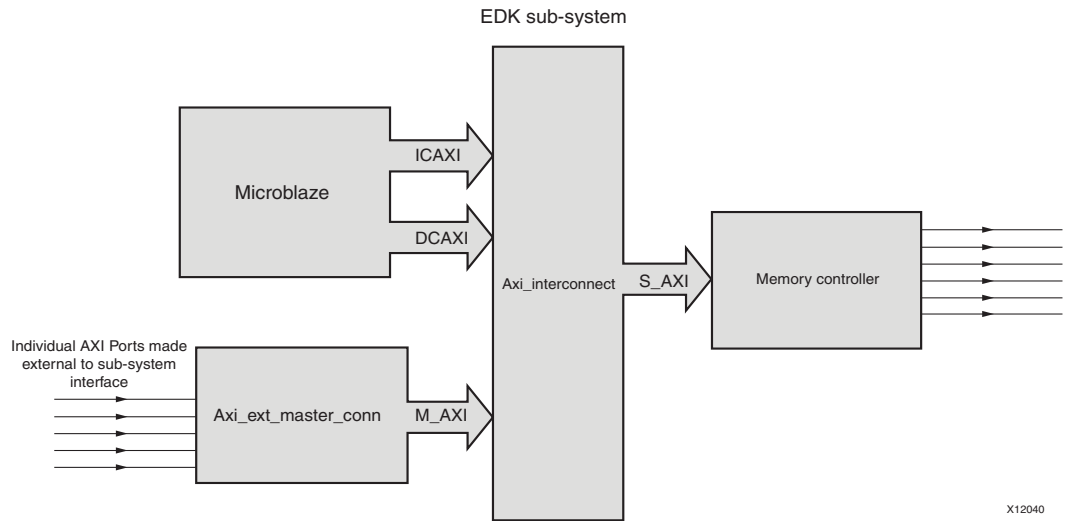 EDK sub-system
ICAXI
Microblaze
DCAXI
Axi_interconnect
S_AXI
Memory controller
Individual AXI Ports made
external to sub-system
interface
Axi_ext_master_conn
M_AXI
X12040